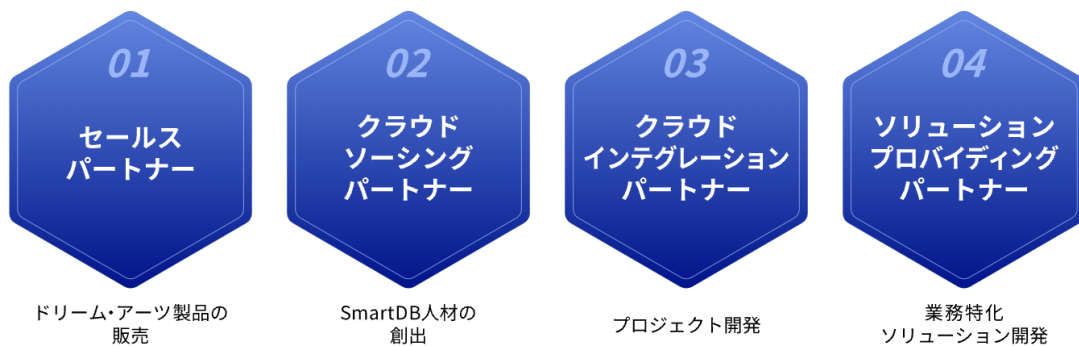 01
セールス
パートナー
ドリーム・アーツ製品の
販売
02
クラウド
ソーシング
パートナー
SmartDB人材の
創出
03
クラウド
インテグレーション
パートナー
プロジェクト開発
04
ソリューション
プロバイディング
パートナー
業務特化
ソリューション開発